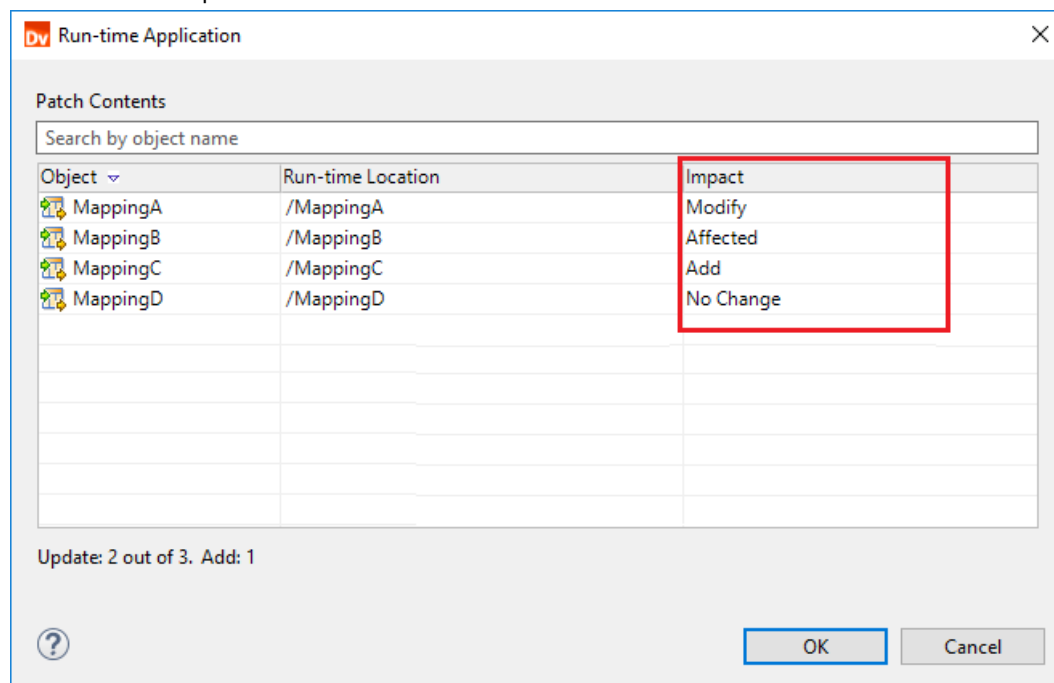 Dv Run-time Application
Patch Contents
Search by object name
Object Run-time Location Impact
MappingA /MappingA Modify
MappingB /MappingB Affected
MappingC /MappingC Add
MappingD /MappingD No Change
Update: 2 out of 3. Add: 1
? OK Cancel